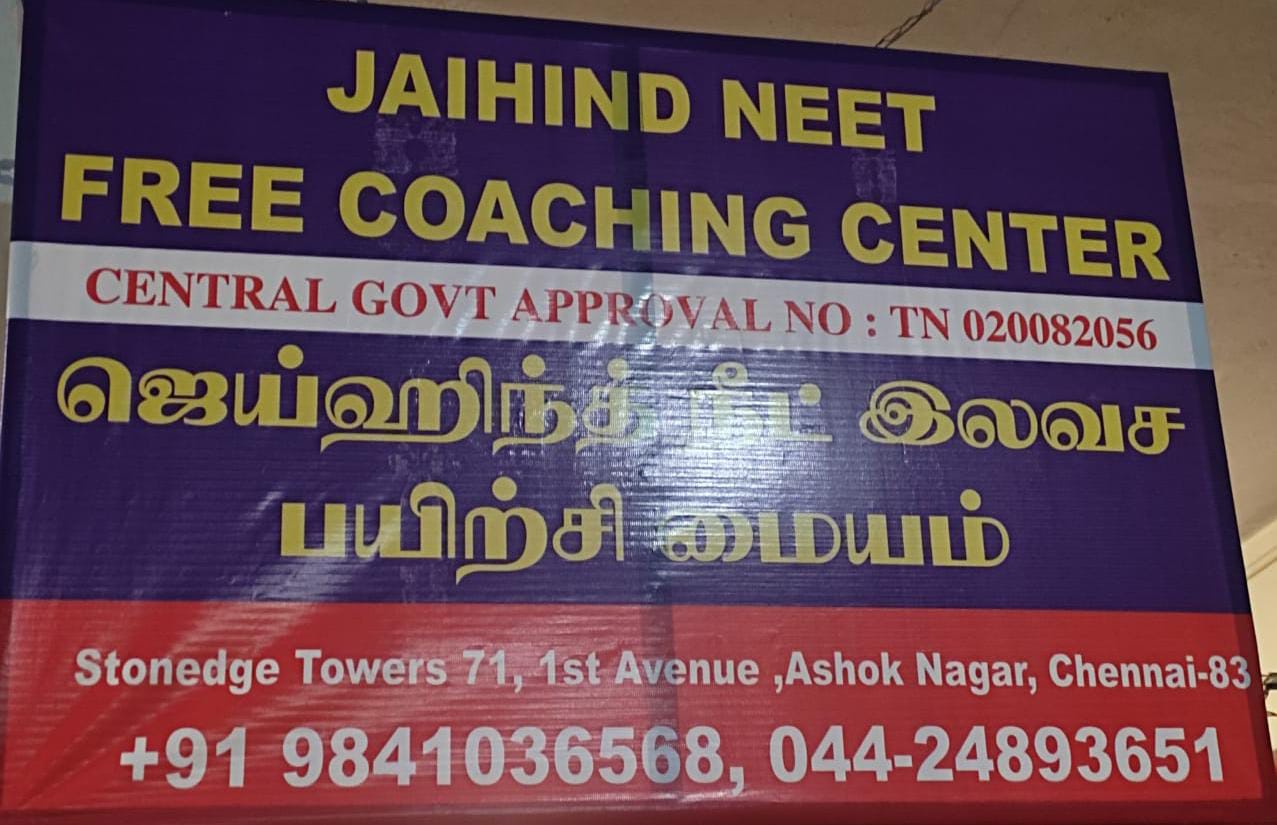 JAIHIND NEET
FREE COACHING CENTER
CENTRAL GOVT APPROVAL NO : TN 020082056
ஜெய்ஹிந்த் நீட் இலவச
பயிற்சி மையம்
Stonedge Towers 71, 1st Avenue ,Ashok Nagar, Chennai-83
+91 9841036568, 044-24893651